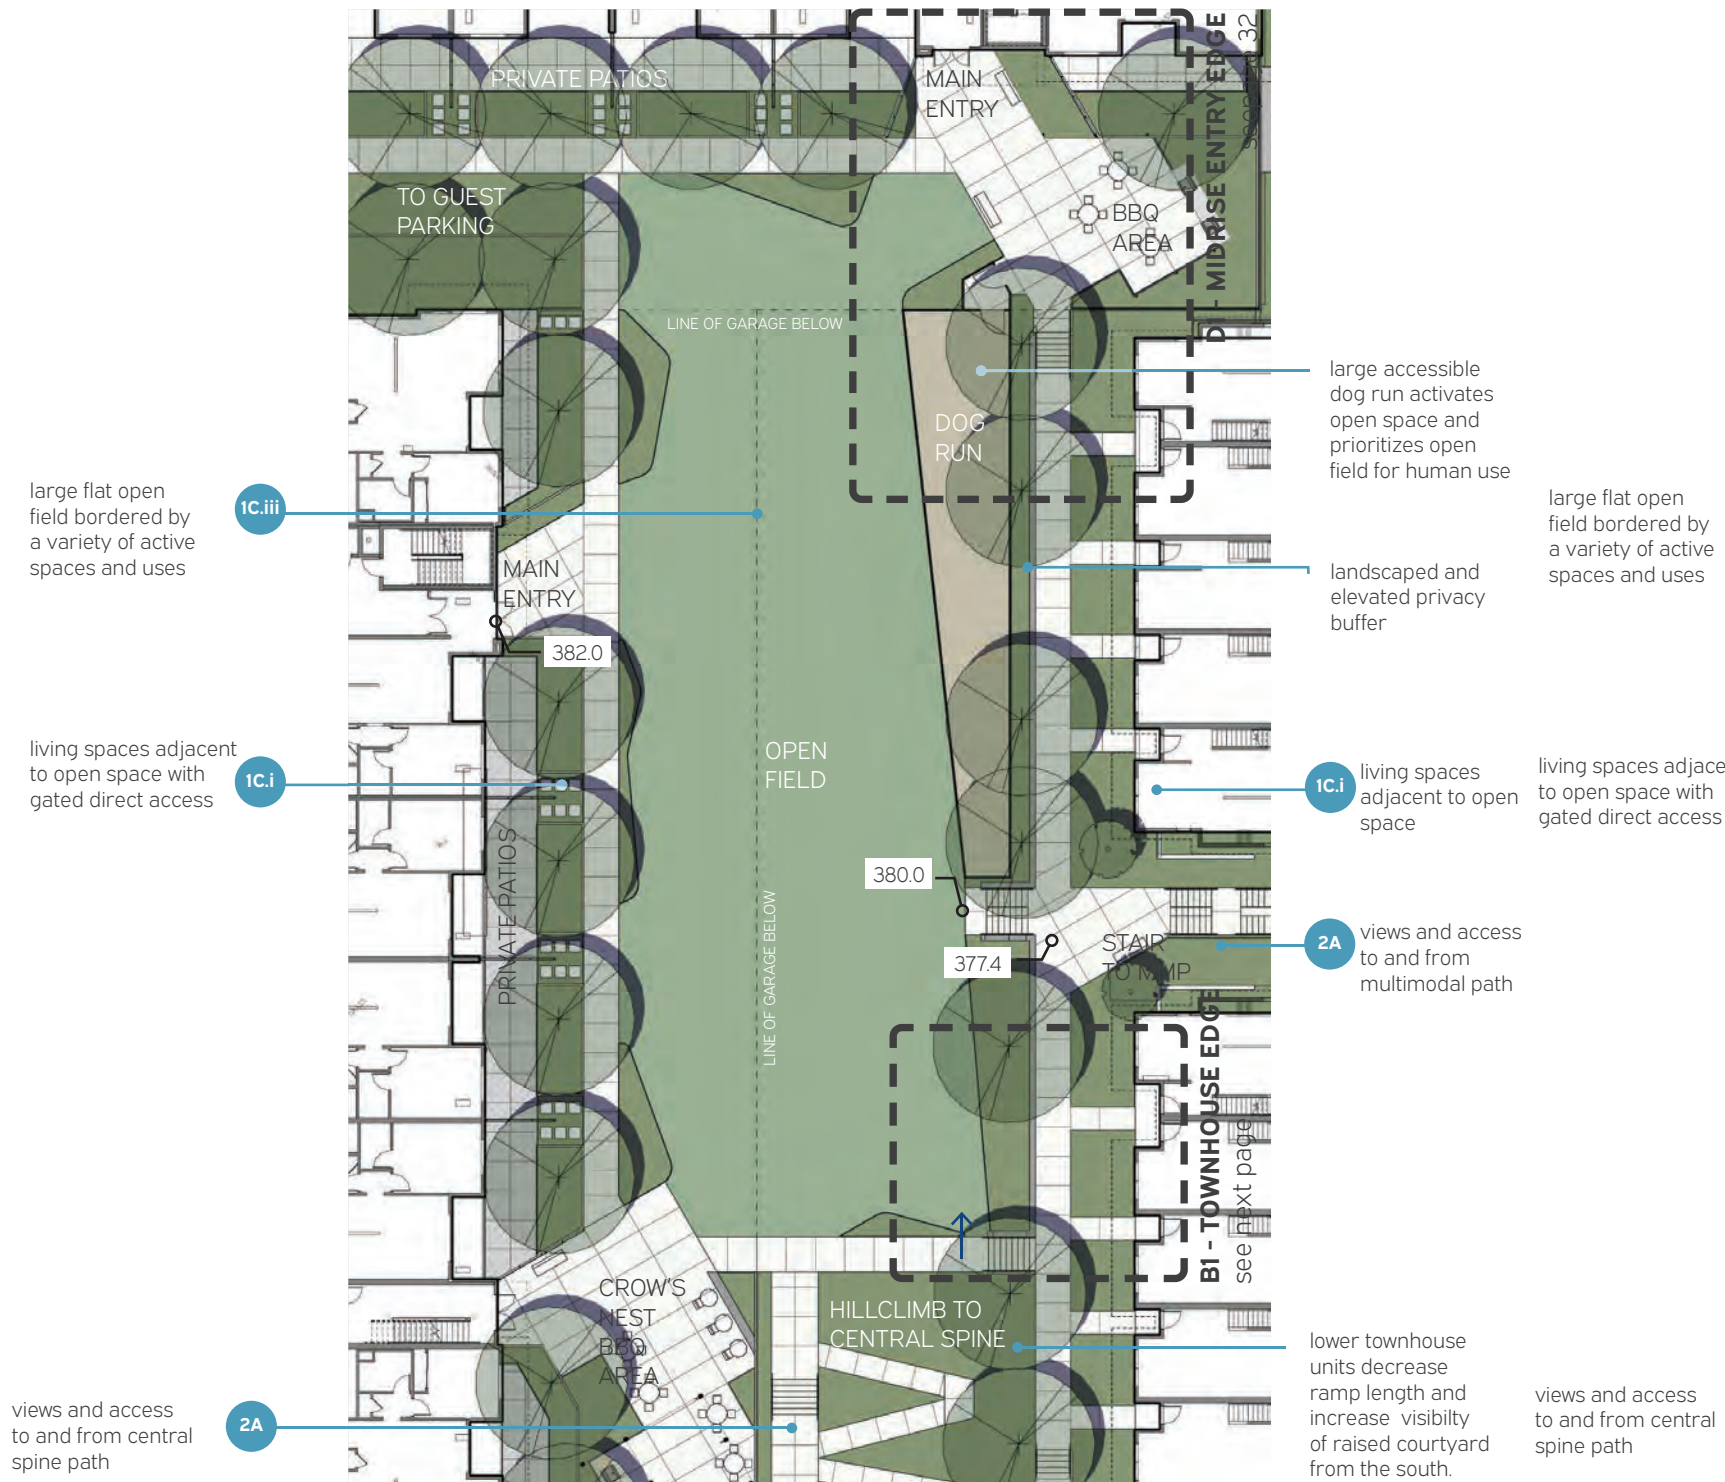 PRIVATE PATIOS
MAIN
ENTRY
D1 - MIDRISE ENTRY EDGE
TO GUEST
PARKING
BBQ
AREA
LINE OF GARAGE BELOW
large accessible
dog run activates
open space and
prioritizes open
field for human use
DOG
RUN
large flat open
field bordered by
a variety of active
spaces and uses
1C.iii
large flat open
field bordered by
a variety of active
spaces and uses
MAIN
ENTRY
landscaped and
elevated privacy
buffer
382.0
living spaces adjacent
to open space with
gated direct access
1C.i
OPEN
FIELD
1C.i
living spaces
adjacent to open
space
living spaces adjace
to open space with
gated direct access
PRIVATE PATIOS
380.0
LINE OF GARAGE BELOW
377.4
STAIR
TO MMP
2A
views and access
to and from
multimodal path
B1 - TOWNHOUSE EDGE
see next page
CROW'S
NEST
BBQ
AREA
HILLCLIMB TO
CENTRAL SPINE
lower townhouse
units decrease
ramp length and
increase visibilty
of raised courtyard
from the south.
views and access
to and from central
spine path
2A
views and access
to and from central
spine path